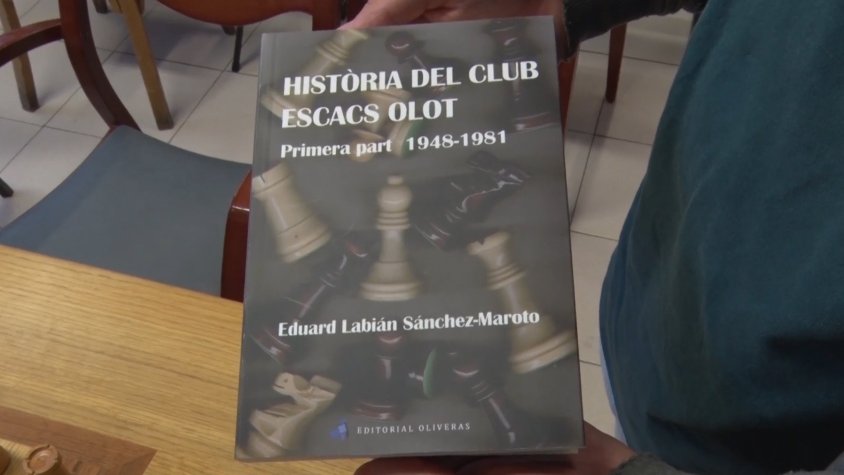 HISTÒRIA DEL CLUB
ESCACS OLOT
Primera part 1948-1981
Eduard Labián Sánchez-Maroto
EDITORIAL OLIVERAS